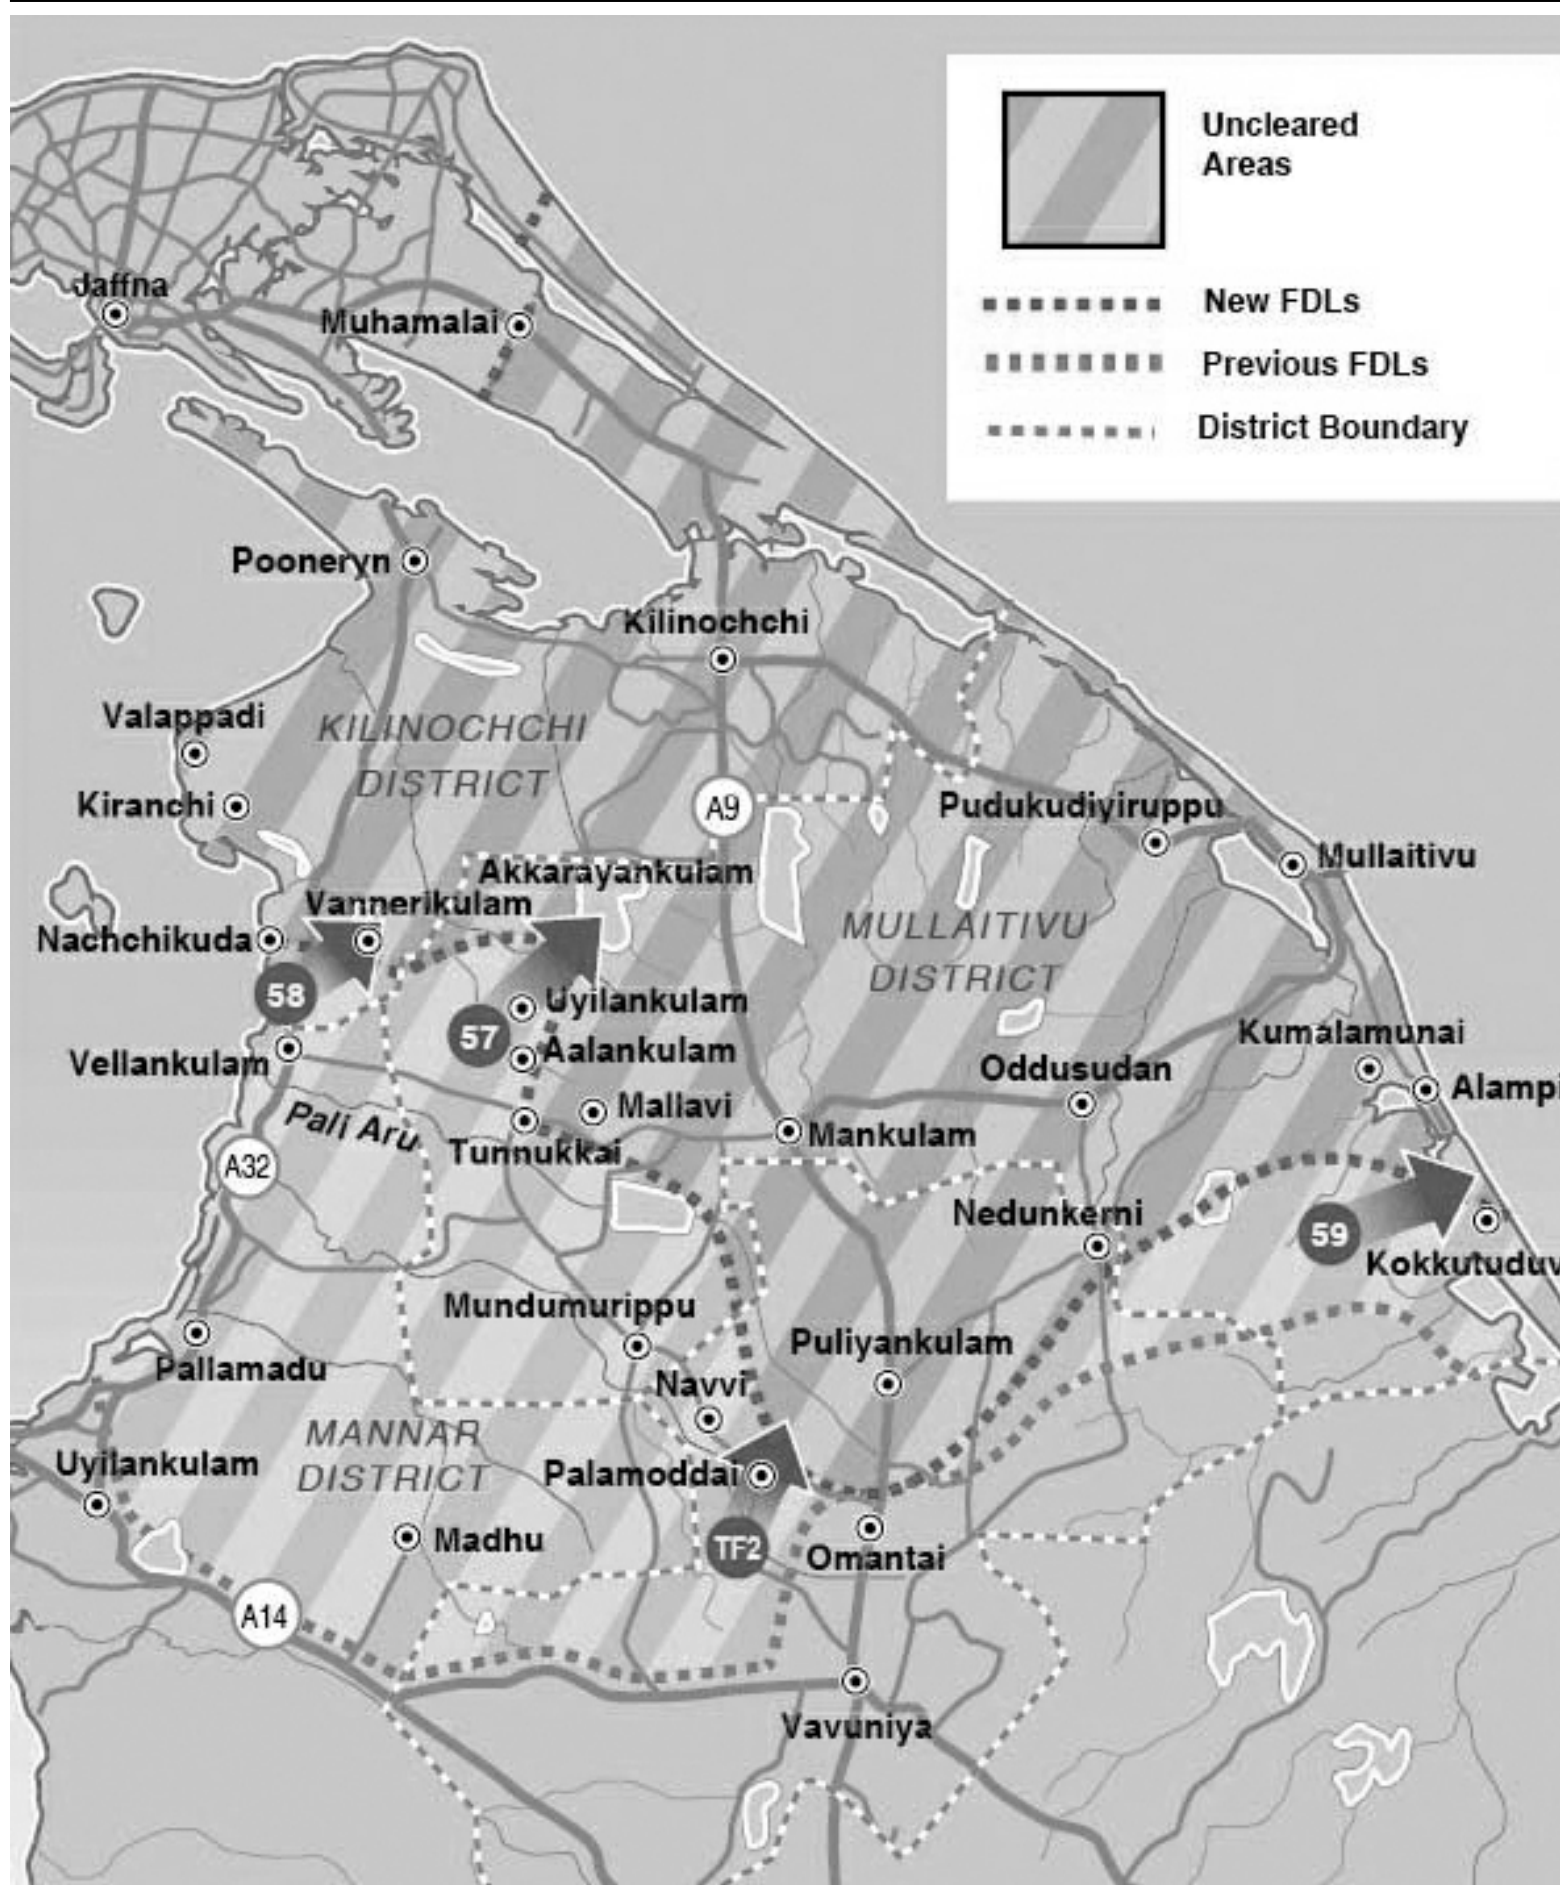 Uncleared
Areas
New FDLs
Previous FDLs
District Boundary
Jaffna
Muhamalai
Pooneryn
Kilinochchi
Valappadi
KILINOCHCHI
DISTRICT
Kiranchi
A9
Pudukudiyiruppu
Mullaitivu
Akkarayankulam
Vannerikulam
Nachchikuda
MULLAITIVU
DISTRICT
58
Uyilankulam
57
Kumalamunai
Aalankulam
Vellankulam
Oddusudan
Alampi
Mallavi
Pali Aru
Mankulam
Tunnukkai
A32
Nedunkerni
59
Kokkutuduv
Mundumurippu
Puliyankulam
Pallamadu
Navvi
MANNAR
DISTRICT
Uyilankulam
Palamoddai
Madhu
TF2
Omantai
A14
Vavuniya